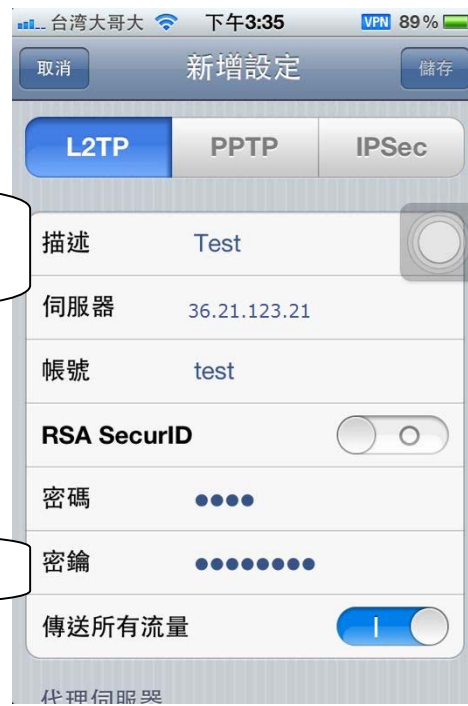 台湾大哥大 下午3:35 VPN 89%
取消 新增設定 儲存
L2TP PPTP IPSec
描述 Test
伺服器 36.21.123.21
帳號 test
RSA SecurID
密碼 ●●●●
密鑰 ●●●●●●●●
傳送所有流量
代理伺服器